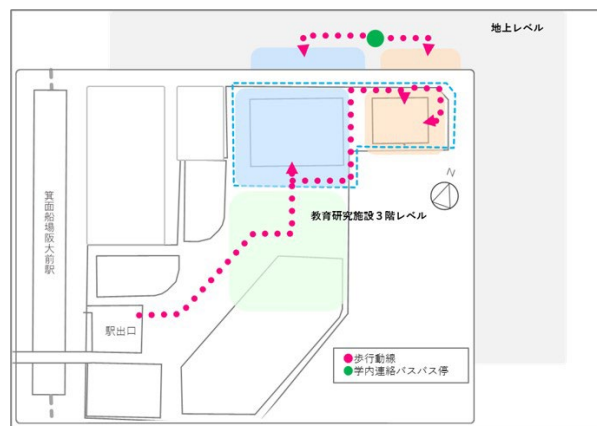 地上レベル
N
教育研究施設３階レベル
箕面船場阪大前駅
駅出口
歩行動線
学内連絡バスバス停